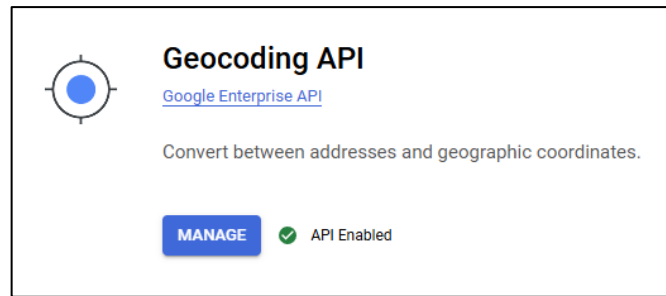 Geocoding API
Google Enterprise API
Convert between addresses and geographic coordinates.
MANAGE API Enabled